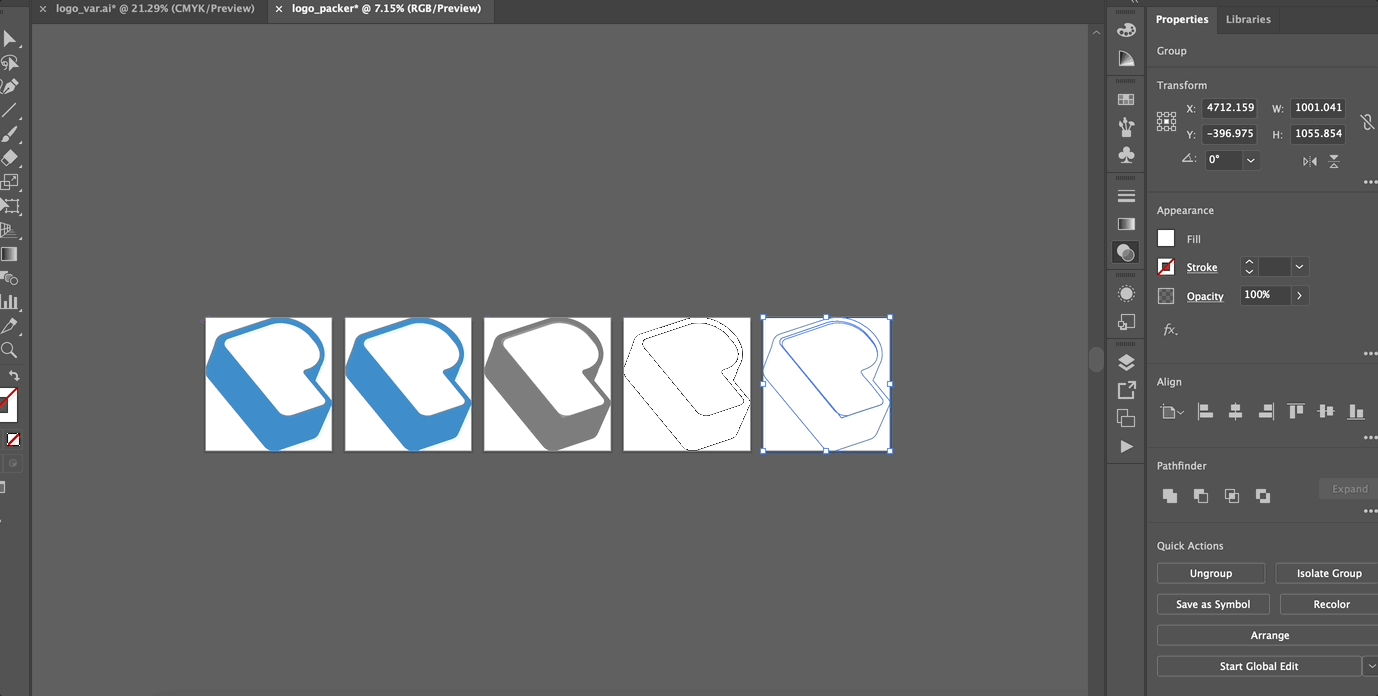 × logo_var.ai* @ 21.29% (CMYK/Preview) × logo_packer* @ 7.15% (RGB/Preview)
Properties Libraries
Group
Transform
X: 4712.159 W: 1001.041
Y: -396.975 H: 1055.854
0°
Appearance
Fill
Stroke
Opacity 100%
fx.
Align
Pathfinder
Expand
Quick Actions
Ungroup Isolate Group
Save as Symbol Recolor
Arrange
Start Global Edit